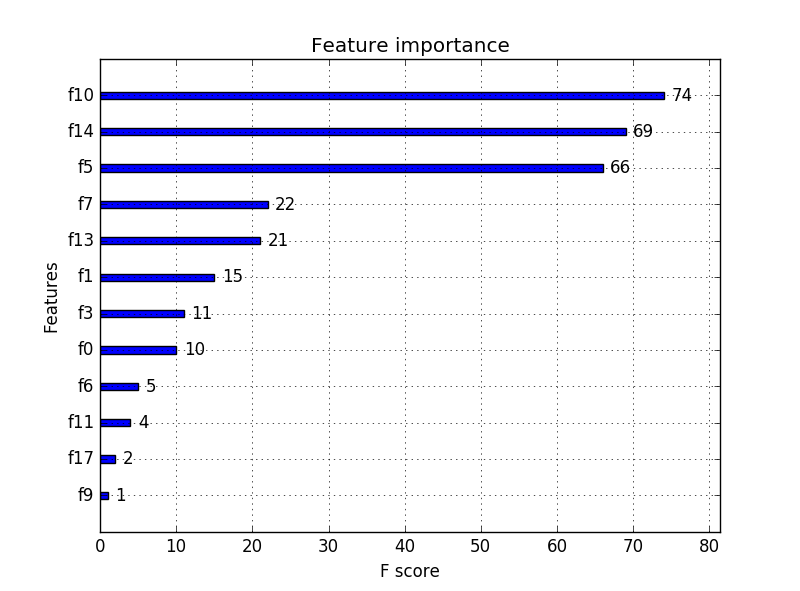 Feature importance
f10 74
f14 69
f5 66
f7 22
f13 21
f1 15
f3 11
f0 10
f6 5
f11 4
f17 2
f9 1
Features
0 10 20 30 40 50 60 70 80
F score